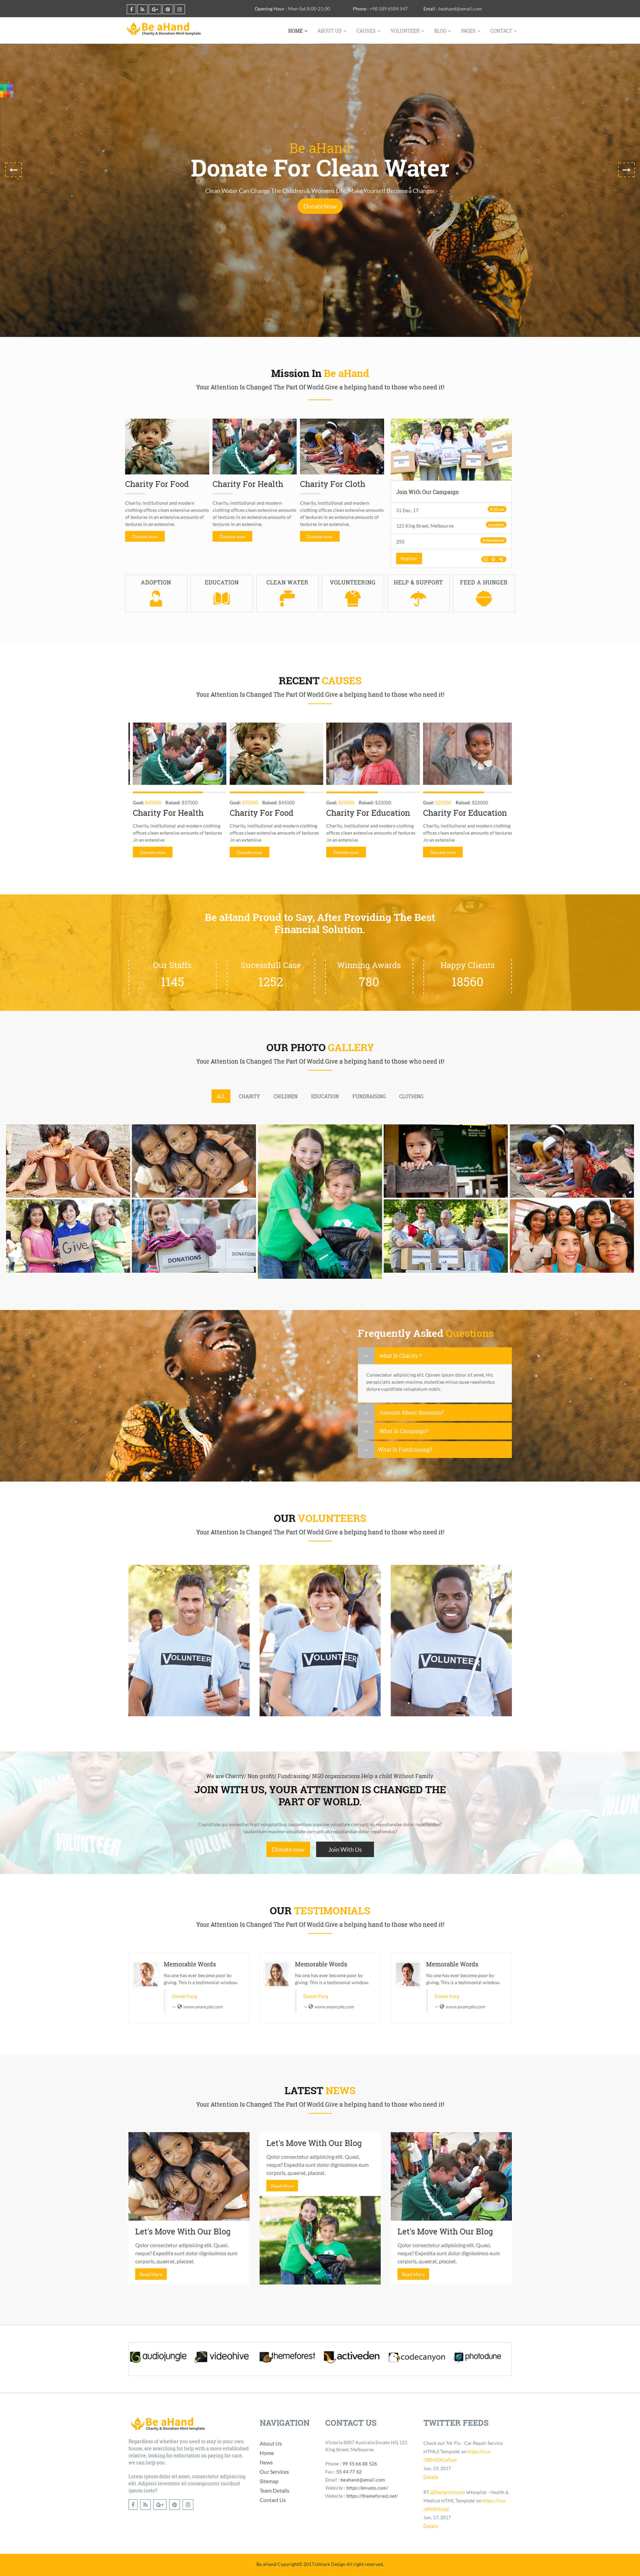 Opening Hour : Mon-Sat 8:00-21:00
Phone : +98 559 6554 547
Email : beahand@email.com
Be aHand
Charity & Donation Html template
HOME
ABOUT US
CAUSES
VOLUNTEER
BLOG
PAGES
CONTACT
Be aHand
Donate For Clean Water
Clean Water Can Change The Children & Womens Life, Make Yourself Become a Changer.
Donate Now
Mission In Be aHand
Your Attention Is Changed The Part Of World.Give a helping hand to those who need it!
Charity For Food
Charity, institutional and modern
clothing offices clean extensive amounts
of textures in an extensive.amounts of
textures in an extensive.
Donate now
Charity For Health
Charity, institutional and modern
clothing offices clean extensive amounts
of textures in an extensive.amounts of
textures in an extensive.
Donate now
Charity For Cloth
Charity, institutional and modern
clothing offices clean extensive amounts
of textures in an extensive.amounts of
textures in an extensive.
Donate now
Join With Our Campaign
31 Dec, 17
121 King Street, Melbourne
250
Register
ADOPTION
EDUCATION
CLEAN WATER
VOLUNTEERING
HELP & SUPPORT
FEED A HUNGER
RECENT CAUSES
Your Attention Is Changed The Part Of World.Give a helping hand to those who need it!
Goal: Raised: $37000
Charity For Health
Charity, institutional and modern clothing
offices clean extensive amounts of textures
.in an extensive
Donate now
Goal: Raised: $45000
Charity For Food
Charity, institutional and modern clothing
offices clean extensive amounts of textures
.in an extensive
Donate now
Goal: Raised: $22000
Charity For Education
Charity, institutional and modern clothing
offices clean extensive amounts of textures
.in an extensive
Donate now
Goal: Raised: $22000
Charity For Education
Charity, institutional and modern clothing
offices clean extensive amounts of textures
.in an extensive
Donate now
Be aHand Proud to Say, After Providing The Best
Financial Solution.
Our Staffs
1145
Sucessfull Case
1252
Winning Awards
780
Happy Clients
18560
OUR PHOTO GALLERY
Your Attention Is Changed The Part Of World.Give a helping hand to those who need it!
ALL
CHARITY
CHILDREN
EDUCATION
FUNDRAISING
CLOTHING
Give
DONATIONS
DONATIONS
DONATIONS
DONATIONS
Frequently Asked Questions
what Is Charity ?
Consectetur adipisicing elit. Qorem ipsum dolor sit amet. His
perspiciatis autem maxime. molestiae minus saue repellendus
dolore cupiditate voluptatum nobis.
Amount About donation?
What Is Campaign?
What Is Fundraising?
OUR VOLUNTEERS
Your Attention Is Changed The Part Of World.Give a helping hand to those who need it!
VOLUNTEER
VOLUNTEER
VOLUNTEER
We are Charity/ Non-profit/ Fundraising/ NGO organizations.Help a child Without Family
JOIN WITH US, YOUR ATTENTION IS CHANGED THE
PART OF WORLD.
Donate now
Join With Us
OUR TESTIMONIALS
Your Attention Is Changed The Part Of World.Give a helping hand to those who need it!
Memorable Words
No one has ever become poor by
giving. This is a testimonial window.
Daniel Farg
— www.example.com
Memorable Words
No one has ever become poor by
giving. This is a testimonial window.
Daniel Farg
— www.example.com
Memorable Words
No one has ever become poor by
giving. This is a testimonial window.
Daniel Farg
— www.example.com
LATEST NEWS
Your Attention Is Changed The Part Of World.Give a helping hand to those who need it!
Let's Move With Our Blog
Qolor consectetur adipisicing elit. Quasi,
neque? Expedita sunt dolor dignissimos eum
corporis, quaerat, placeat.
Read More
Let's Move With Our Blog
Qolor consectetur adipisicing elit. Quasi,
neque? Expedita sunt dolor dignissimos eum
corporis, quaerat, placeat.
Read More
Let's Move With Our Blog
Qolor consectetur adipisicing elit. Quasi,
neque? Expedita sunt dolor dignissimos eum
corporis, quaerat, placeat.
Read More
audiojungle
videohive
themeforest
activeden
codecanyon
photodune
Be aHand
Charity & Donation Html template
Regardless of whether you need to stay in your own
house, are searching for help with a more established
relative, looking for exhortation on paying for care,
we can help you.
Lorem ipsum dolor sit amet, consectetur adipisicing
elit. Adipisci inventore sit consequuntur incidunt
ipsum iusto?
NAVIGATION
About Us
Home
News
Our Services
Sitemap
Team Details
Contact Us
CONTACT US
Victoria 8007 Australia Envato HQ 121
King Street, Melbourne.
Phone : 99 55 66 88 526
Fax : 55 44 77 62
Email : beahand@email.com
Website : https://envato.com/
Website : https://themeforest.net/
TWITTER FEEDS
Check out 'Mr Fix - Car Repair Service
HTML5 Template' on
Jun, 19, 2017
Details
Medical HTML Template' on
Jun, 17, 2017
Details
Be aHand Copyright© 2017.Unlock Design All right reserved.